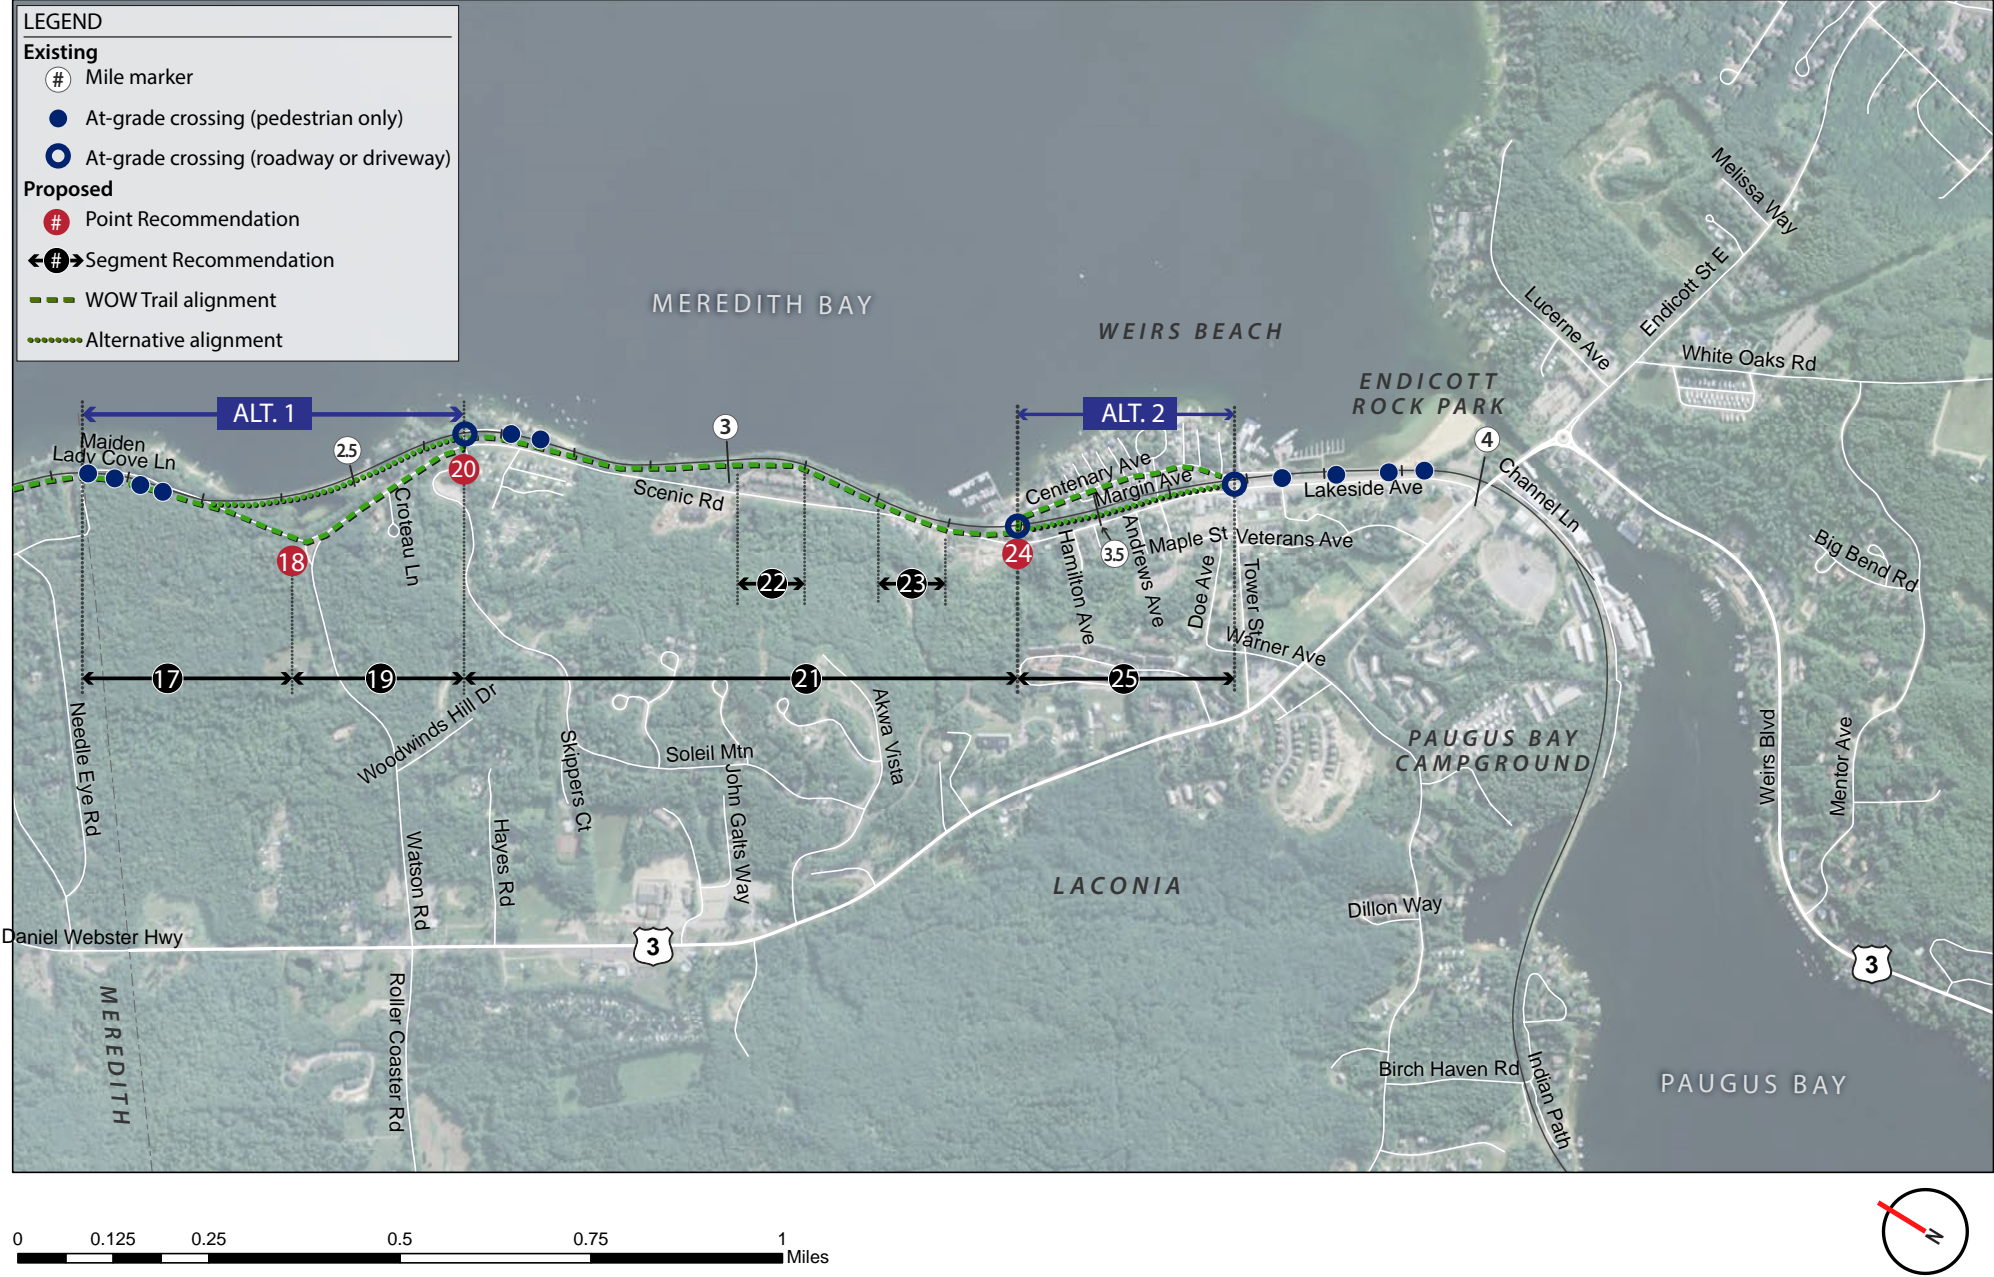 LEGEND
Existing
# Mile marker
At-grade crossing (pedestrian only)
At-grade crossing (roadway or driveway)
Proposed
# Point Recommendation
# Segment Recommendation
WOW Trail alignment
Alternative alignment
MEREDITH BAY
WEIRS BEACH
ENDICOTT
ROCK PARK
Melissa Way
Endicott St E
Lucerne Ave
White Oaks Rd
ALT. 1
ALT. 2
Maiden
Lady Cove Ln
2.5
3
4
20
18
24
3.5
Croteau Ln
Scenic Rd
Centenary Ave
Margin Ave
Lakeside Ave
Channel Ln
Hamilton Ave
Andrews Ave
Maple St
Veterans Ave
Doe Ave
Tower St
Warner Ave
Big Bend Rd
22
23
17
19
21
25
Needle Eye Rd
Woodwinds Hill Dr
Skippers Ct
Soleil Mtn
John Galts Way
Akwa Vista
Hayes Rd
Watson Rd
PAUGUS BAY
CAMPGROUND
Weirs Blvd
Mentor Ave
LACONIA
Dillon Way
Daniel Webster Hwy
3
3
MEREDITH
Roller Coaster Rd
Birch Haven Rd
Indian Path
PAUGUS BAY
0 0.125 0.25 0.5 0.75 1
Miles
N